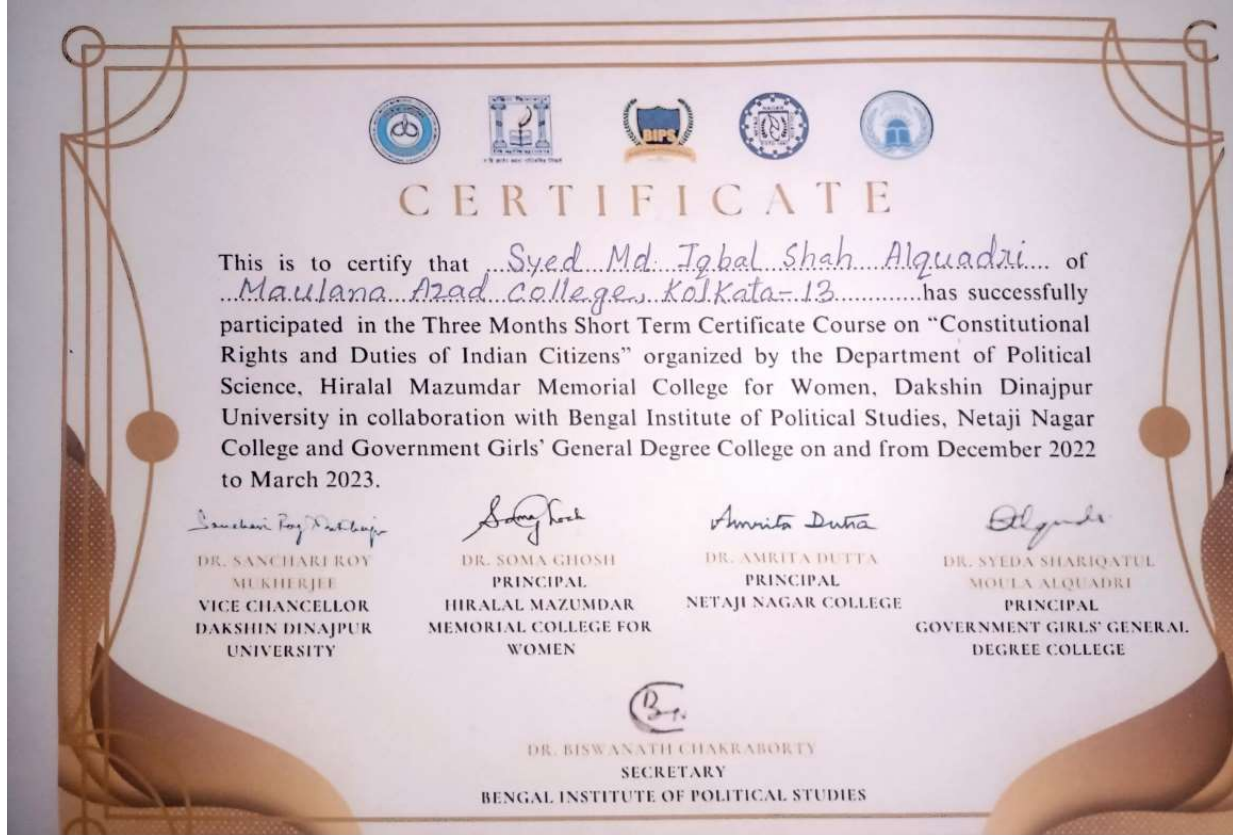 BIPS
CERTIFICATE
This is to certify that ...Syed Md. Iqbal Shah Alquadri.... of
...Maulana Azad College, Kolkata-13............has successfully
participated in the Three Months Short Term Certificate Course on “Constitutional
Rights and Duties of Indian Citizens” organized by the Department of Political
Science, Hiralal Mazumdar Memorial College for Women, Dakshin Dinajpur
University in collaboration with Bengal Institute of Political Studies, Netaji Nagar
College and Government Girls’ General Degree College on and from December 2022
to March 2023.
Amrita Dutta
DR. SANCHARI ROY
MUKHERJEE
VICE CHANCELLOR
DAKSHIN DINAJPUR
UNIVERSITY
DR. SOMA GHOSH
PRINCIPAL
HIRALAL MAZUMDAR
MEMORIAL COLLEGE FOR
WOMEN
DR. AMRITA DUTTA
PRINCIPAL
NETAJI NAGAR COLLEGE
DR. SYEDA SHARIQATUL
MOULA ALQUADRI
PRINCIPAL
GOVERNMENT GIRLS’ GENERAL
DEGREE COLLEGE
DR. BISWANATH CHAKRABORTY
SECRETARY
BENGAL INSTITUTE OF POLITICAL STUDIES